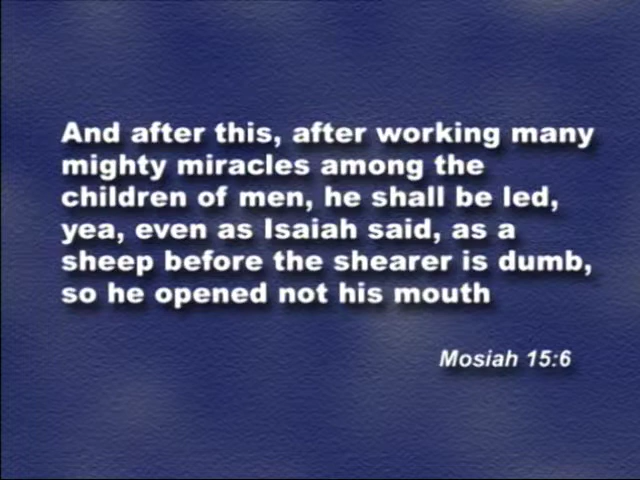 And after this, after working many
mighty miracles among the
children of men, he shall be led,
yea, even as Isaiah said, as a
sheep before the shearer is dumb,
so he opened not his mouth
Mosiah 15:6